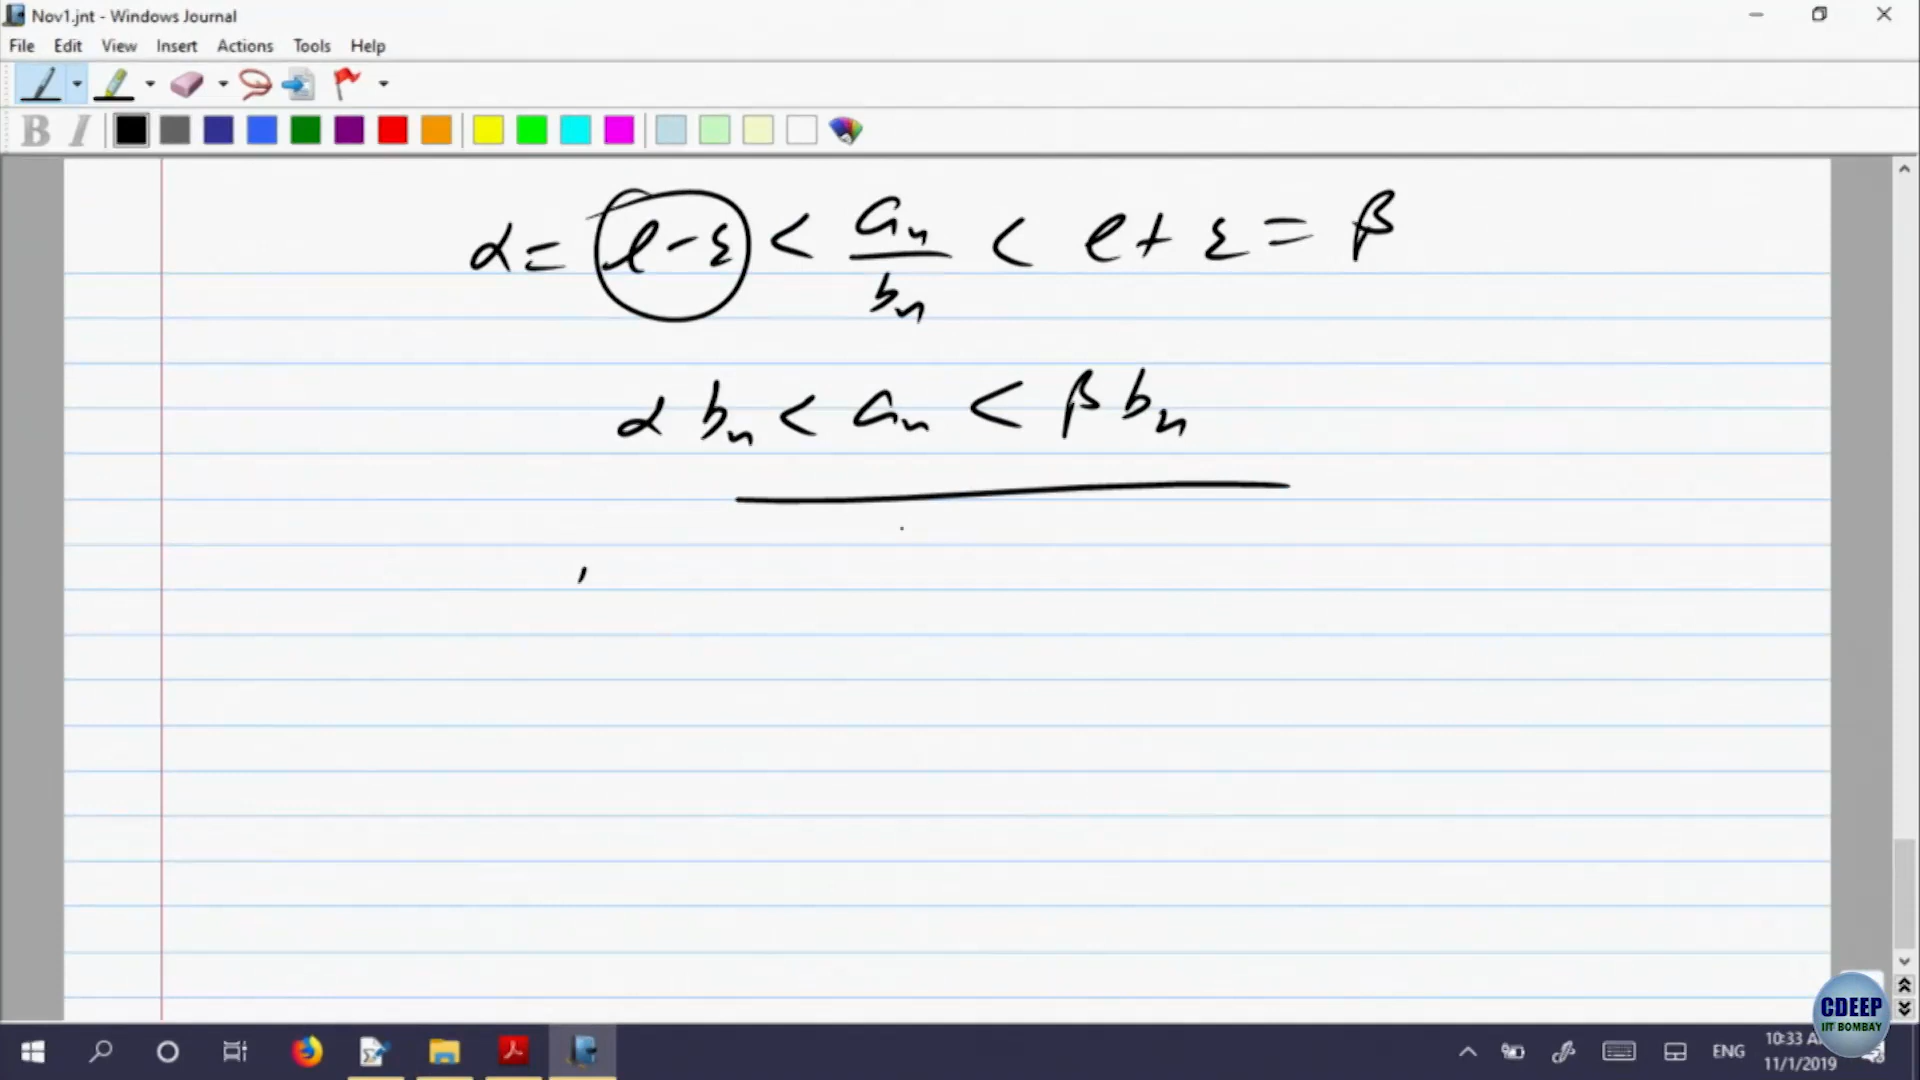 Nov1.jnt - Windows Journal
File Edit View Insert Actions Tools Help
B I
α = l - ε < aₙ/bₙ < l + ε = β
α bₙ < aₙ < β bₙ
CDEEP
IIT BOMBAY
ENG
10:33 A
11/1/2019